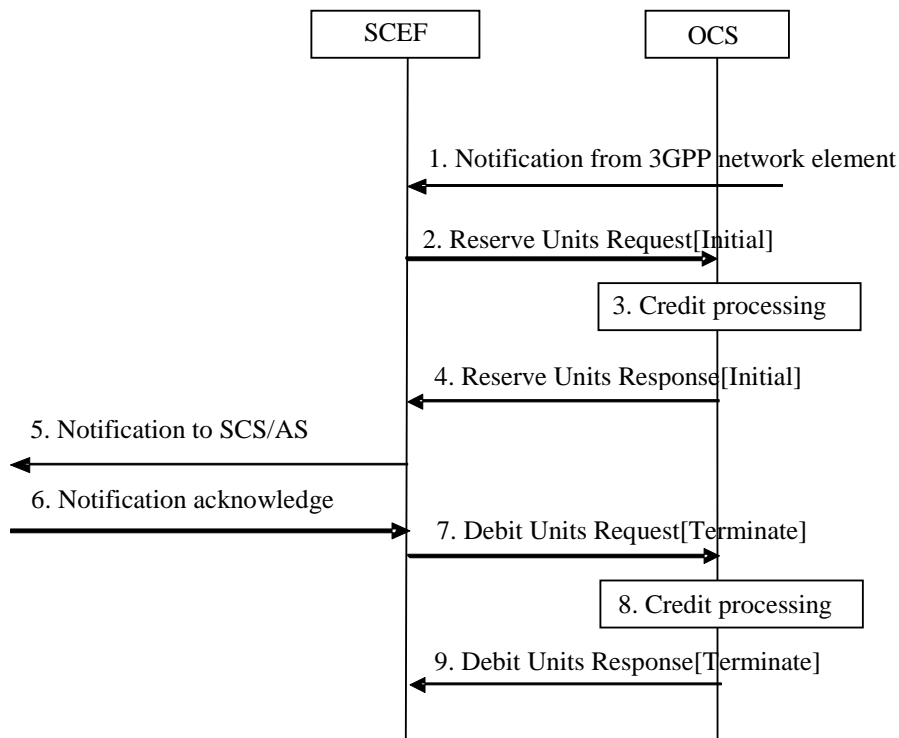 SCEF
OCS
1. Notification from 3GPP network element
2. Reserve Units Request[Initial]
3. Credit processing
4. Reserve Units Response[Initial]
5. Notification to SCS/AS
6. Notification acknowledge
7. Debit Units Request[Terminate]
8. Credit processing
9. Debit Units Response[Terminate]